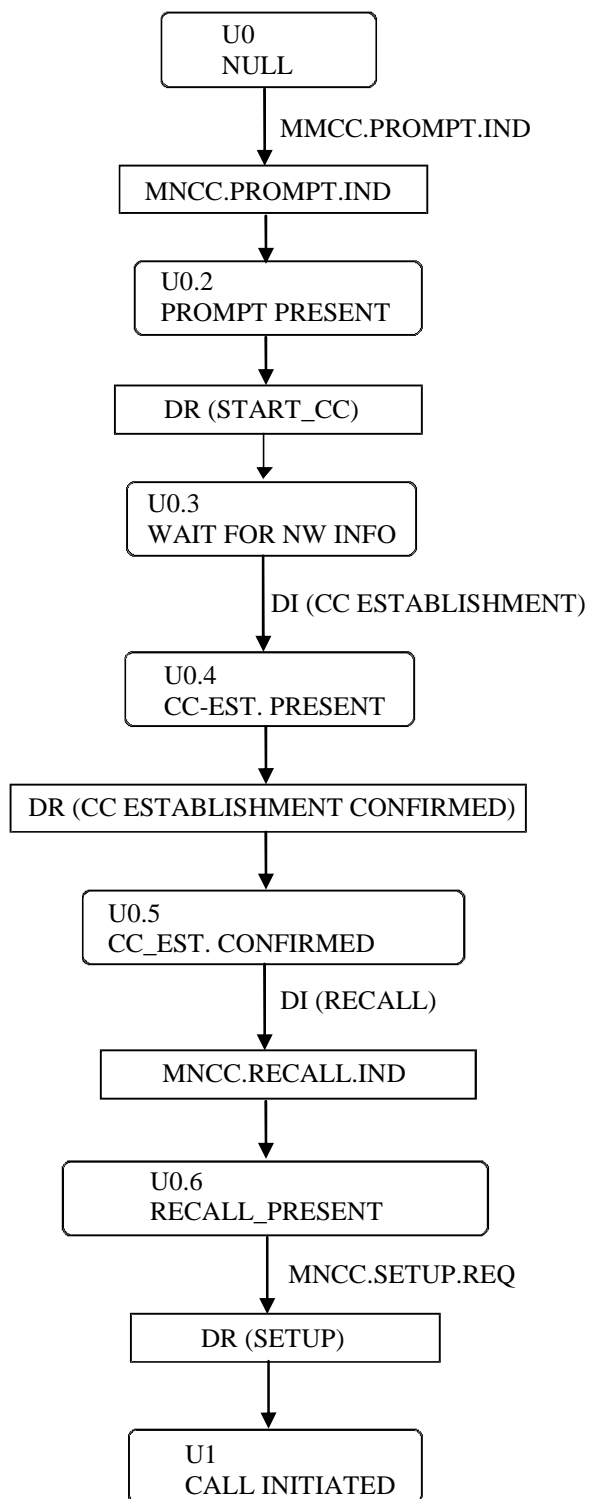 U0
NULL
MMCC.PROMPT.IND
MNCC.PROMPT.IND
U0.2
PROMPT PRESENT
DR (START_CC)
U0.3
WAIT FOR NW INFO
DI (CC ESTABLISHMENT)
U0.4
CC-EST. PRESENT
DR (CC ESTABLISHMENT CONFIRMED)
U0.5
CC_EST. CONFIRMED
DI (RECALL)
MNCC.RECALL.IND
U0.6
RECALL_PRESENT
MNCC.SETUP.REQ
DR (SETUP)
U1
CALL INITIATED